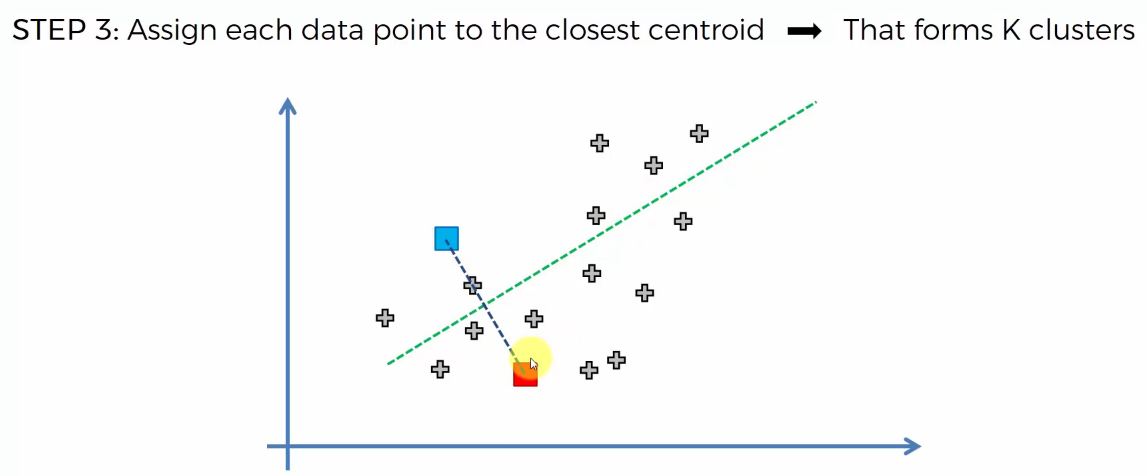 STEP 3: Assign each data point to the closest centroid ➡ That forms K clusters